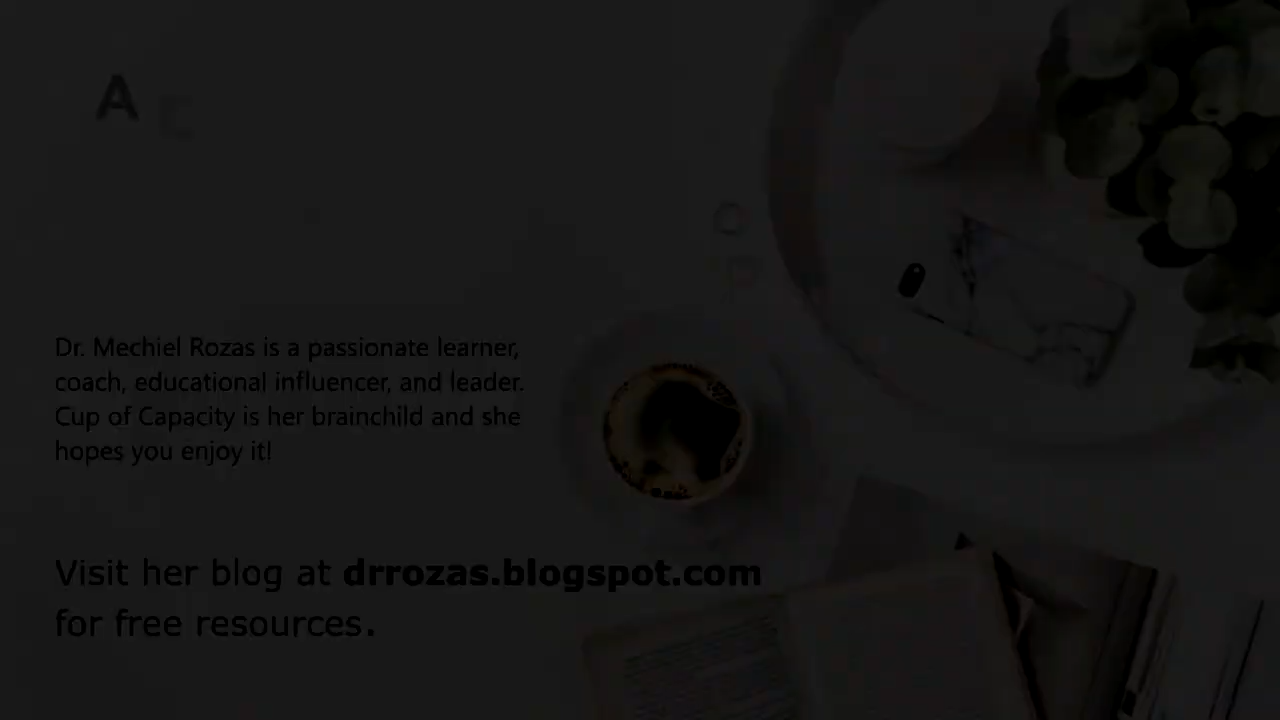 A
Dr. Mechiel Rozas is a passionate learner,
coach, educational influencer, and leader.
Cup of Capacity is her brainchild and she
hopes you enjoy it!
Visit her blog at drrozas.blogspot.com
for free resources.